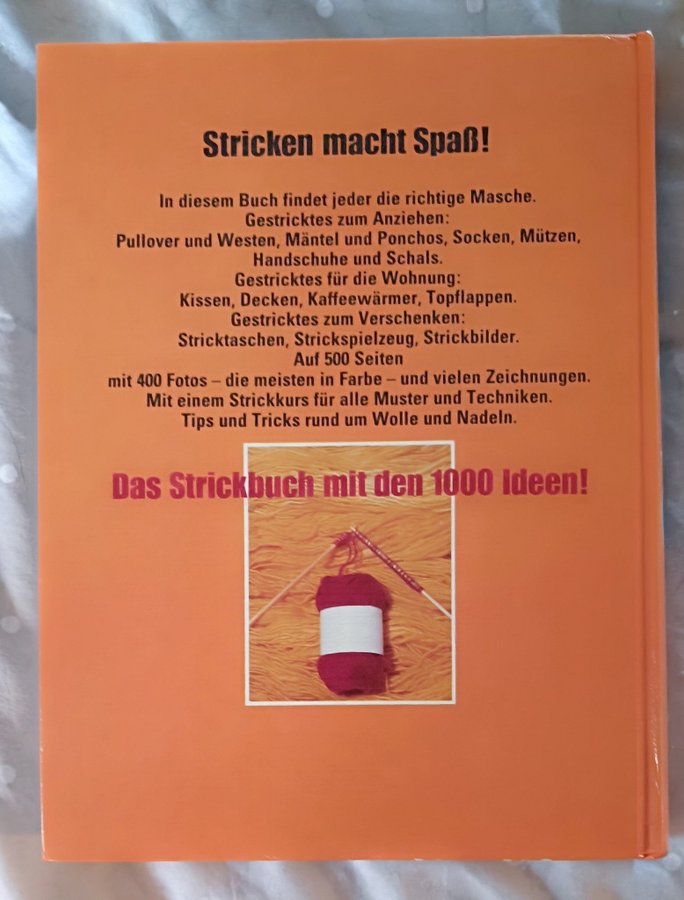 Stricken macht Spaß!
In diesem Buch findet jeder die richtige Masche.
Gestricktes zum Anziehen:
Pullover und Westen, Mäntel und Ponchos, Socken, Mützen,
Handschuhe und Schals.
Gestricktes für die Wohnung:
Kissen, Decken, Kaffeewärmer, Topflappen.
Gestricktes zum Verschenken:
Stricktaschen, Strickspielzeug, Strickbilder.
Auf 500 Seiten
mit 400 Fotos – die meisten in Farbe – und vielen Zeichnungen.
Mit einem Strickkurs für alle Muster und Techniken.
Tips und Tricks rund um Wolle und Nadeln.
Das Strickbuch mit den 1000 Ideen!